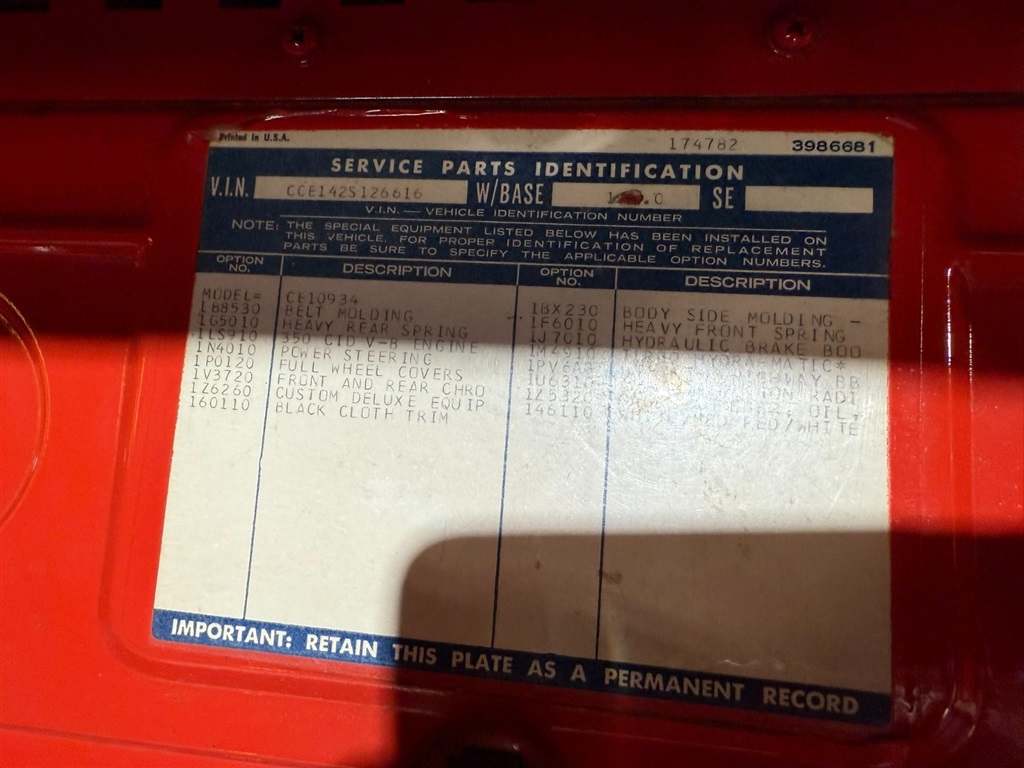 Printed in U.S.A. 174782 3986681
SERVICE PARTS IDENTIFICATION
V.I.N. CCE142S126616 W/BASE SE
V.I.N. — VEHICLE IDENTIFICATION NUMBER
NOTE: THE SPECIAL EQUIPMENT LISTED BELOW HAS BEEN INSTALLED ON
THIS VEHICLE. FOR PROPER IDENTIFICATION OF REPLACEMENT
PARTS BE SURE TO SPECIFY THE APPLICABLE OPTION NUMBERS.
OPTION NO. DESCRIPTION OPTION NO. DESCRIPTION
MODEL= CE10934
1B8530 BELT MOLDING 1BX230 BODY SIDE MOLDING -
1G5010 HEAVY REAR SPRING 1F6010 HEAVY FRONT SPRING
1LS910 350 CID V-8 ENGINE 1J7010 HYDRAULIC BRAKE BOO
1N4010 POWER STEERING 1M4910
1P0120 FULL WHEEL COVERS
1V3720 FRONT AND REAR CHRO
1Z6260 CUSTOM DELUXE EQUIP 1Z5320 OIL,
160110 BLACK CLOTH TRIM 146110 RED/WHITE
IMPORTANT: RETAIN THIS PLATE AS A PERMANENT RECORD